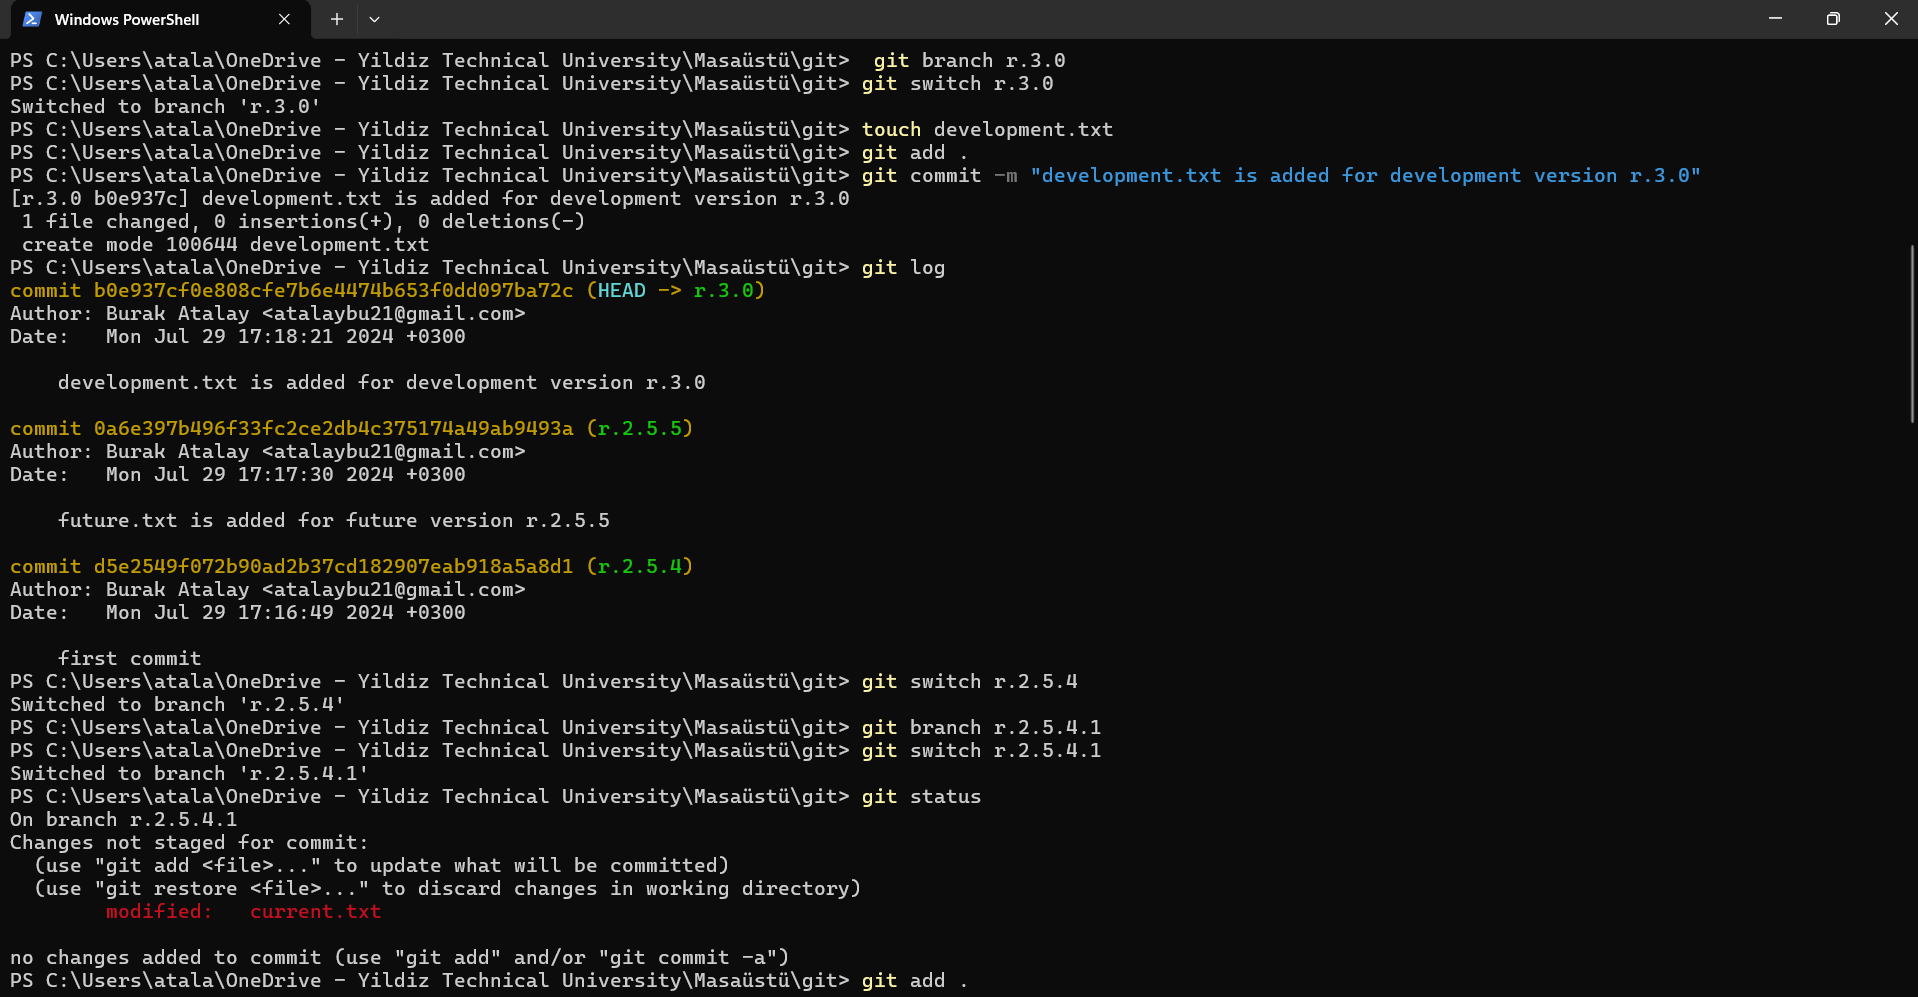 Windows PowerShell
PS C:\Users\atala\OneDrive - Yildiz Technical University\Masaüstü\git>  git branch r.3.0
PS C:\Users\atala\OneDrive - Yildiz Technical University\Masaüstü\git> git switch r.3.0
Switched to branch 'r.3.0'
PS C:\Users\atala\OneDrive - Yildiz Technical University\Masaüstü\git> touch development.txt
PS C:\Users\atala\OneDrive - Yildiz Technical University\Masaüstü\git> git add .
PS C:\Users\atala\OneDrive - Yildiz Technical University\Masaüstü\git> git commit -m "development.txt is added for development version r.3.0"
[r.3.0 b0e937c] development.txt is added for development version r.3.0
 1 file changed, 0 insertions(+), 0 deletions(-)
 create mode 100644 development.txt
PS C:\Users\atala\OneDrive - Yildiz Technical University\Masaüstü\git> git log
commit b0e937cf0e808cfe7b6e4474b653f0dd097ba72c (HEAD -> r.3.0)
Author: Burak Atalay <atalaybu21@gmail.com>
Date:   Mon Jul 29 17:18:21 2024 +0300

    development.txt is added for development version r.3.0

commit 0a6e397b496f33fc2ce2db4c375174a49ab9493a (r.2.5.5)
Author: Burak Atalay <atalaybu21@gmail.com>
Date:   Mon Jul 29 17:17:30 2024 +0300

    future.txt is added for future version r.2.5.5

commit d5e2549f072b90ad2b37cd182907eab918a5a8d1 (r.2.5.4)
Author: Burak Atalay <atalaybu21@gmail.com>
Date:   Mon Jul 29 17:16:49 2024 +0300

    first commit
PS C:\Users\atala\OneDrive - Yildiz Technical University\Masaüstü\git> git switch r.2.5.4
Switched to branch 'r.2.5.4'
PS C:\Users\atala\OneDrive - Yildiz Technical University\Masaüstü\git> git branch r.2.5.4.1
PS C:\Users\atala\OneDrive - Yildiz Technical University\Masaüstü\git> git switch r.2.5.4.1
Switched to branch 'r.2.5.4.1'
PS C:\Users\atala\OneDrive - Yildiz Technical University\Masaüstü\git> git status
On branch r.2.5.4.1
Changes not staged for commit:
  (use "git add <file>..." to update what will be committed)
  (use "git restore <file>..." to discard changes in working directory)
        modified:   current.txt

no changes added to commit (use "git add" and/or "git commit -a")
PS C:\Users\atala\OneDrive - Yildiz Technical University\Masaüstü\git> git add .